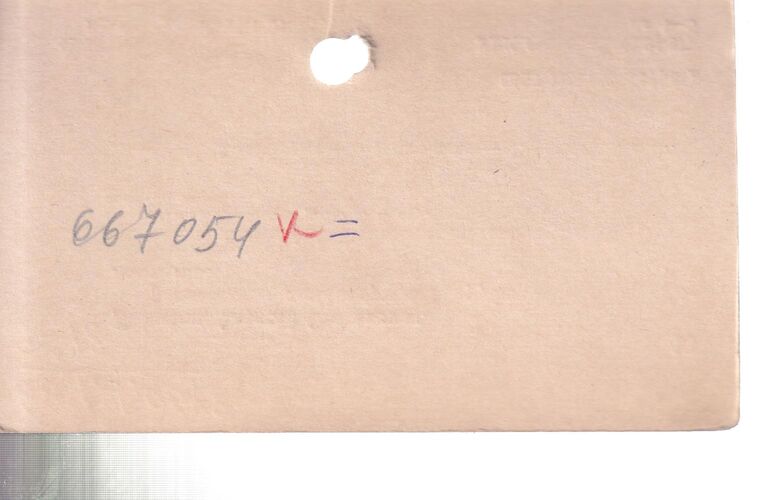 667054 V =